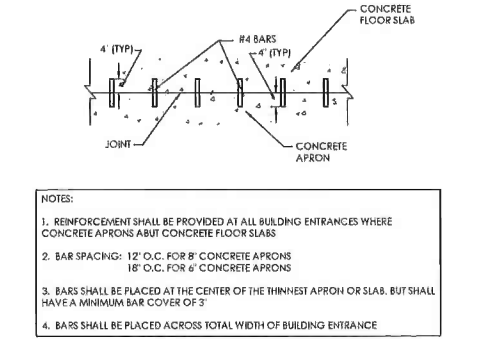 CONCRETE
FLOOR SLAB
#4 BARS
4" (TYP)
4" (TYP)
S
JOINT
CONCRETE
APRON
NOTES:
1. REINFORCEMENT SHALL BE PROVIDED AT ALL BUILDING ENTRANCES WHERE
CONCRETE APRONS ABUT CONCRETE FLOOR SLABS
2. BAR SPACING: 12" O.C. FOR 8" CONCRETE APRONS
18" O.C. FOR 6" CONCRETE APRONS
3. BARS SHALL BE PLACED AT THE CENTER OF THE THINNEST APRON OR SLAB. BUT SHALL
HAVE A MINIMUM BAR COVER OF 3"
4. BARS SHALL BE PLACED ACROSS TOTAL WIDTH OF BUILDING ENTRANCE